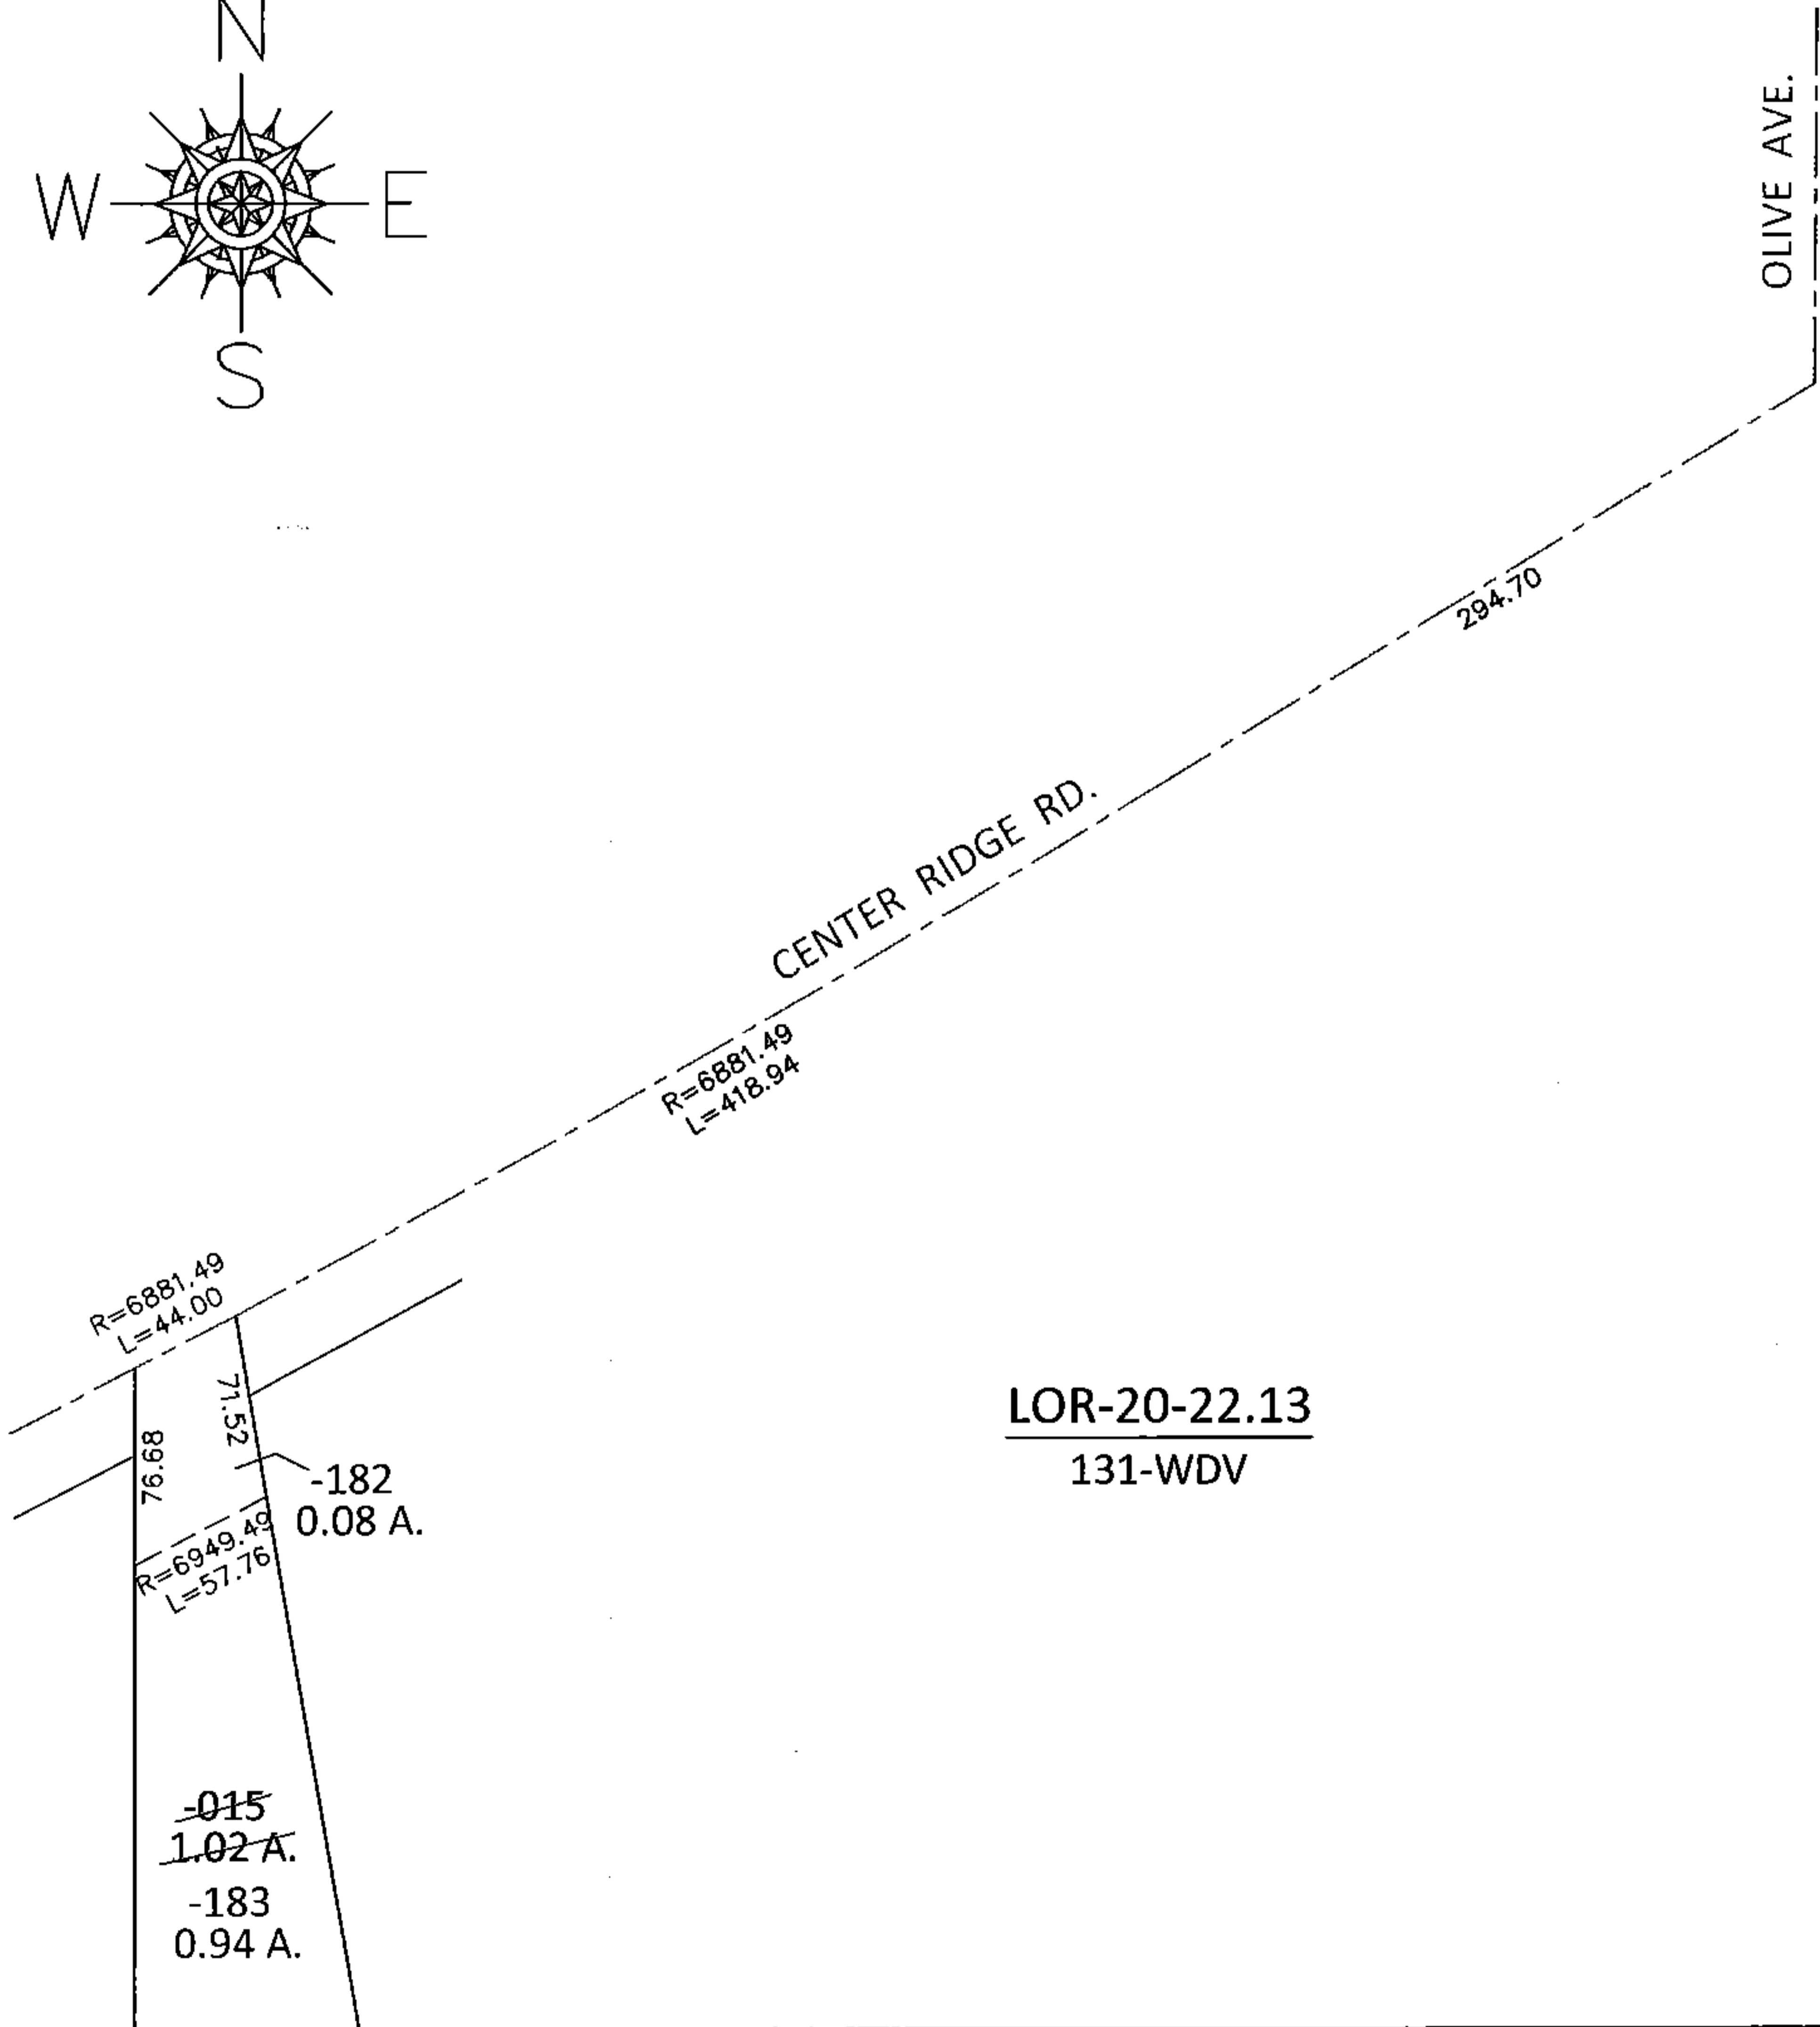 N
W E
S
OLIVE AVE.
294.70
CENTER RIDGE RD.
R=6881.49
L=418.94
R=6881.49
L=44.00
71.52
76.68
-182
0.08 A.
R=6949.49
L=57.76
LOR-20-22.13
131-WDV
-015
1.02 A.
-183
0.94 A.